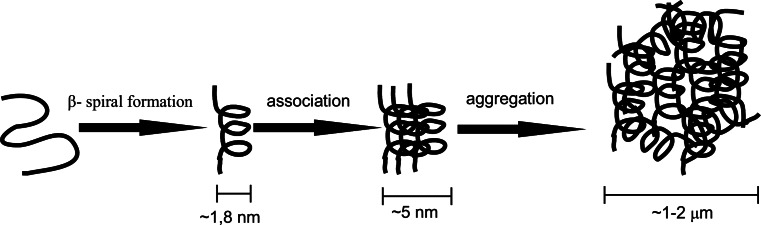 β- spiral formation
association
aggregation
~1,8 nm
~5 nm
~1-2 μm